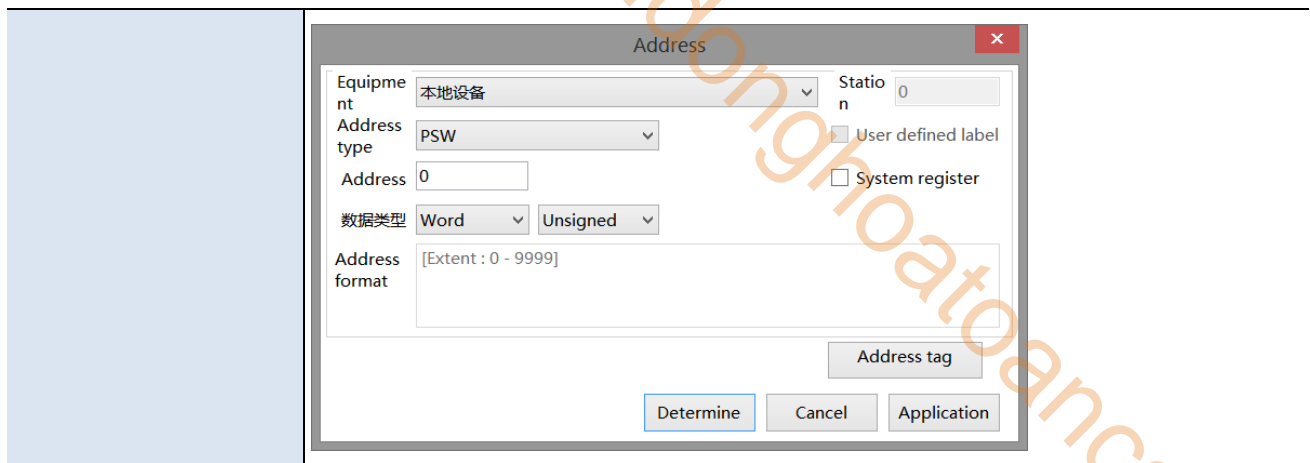 Address
Equipme
nt
本地设备
Statio
n
0
Address
type
PSW
User defined label
Address
0
System register
数据类型
Word
Unsigned
Address
format
[Extent : 0 - 9999]
Address tag
Determine
Cancel
Application